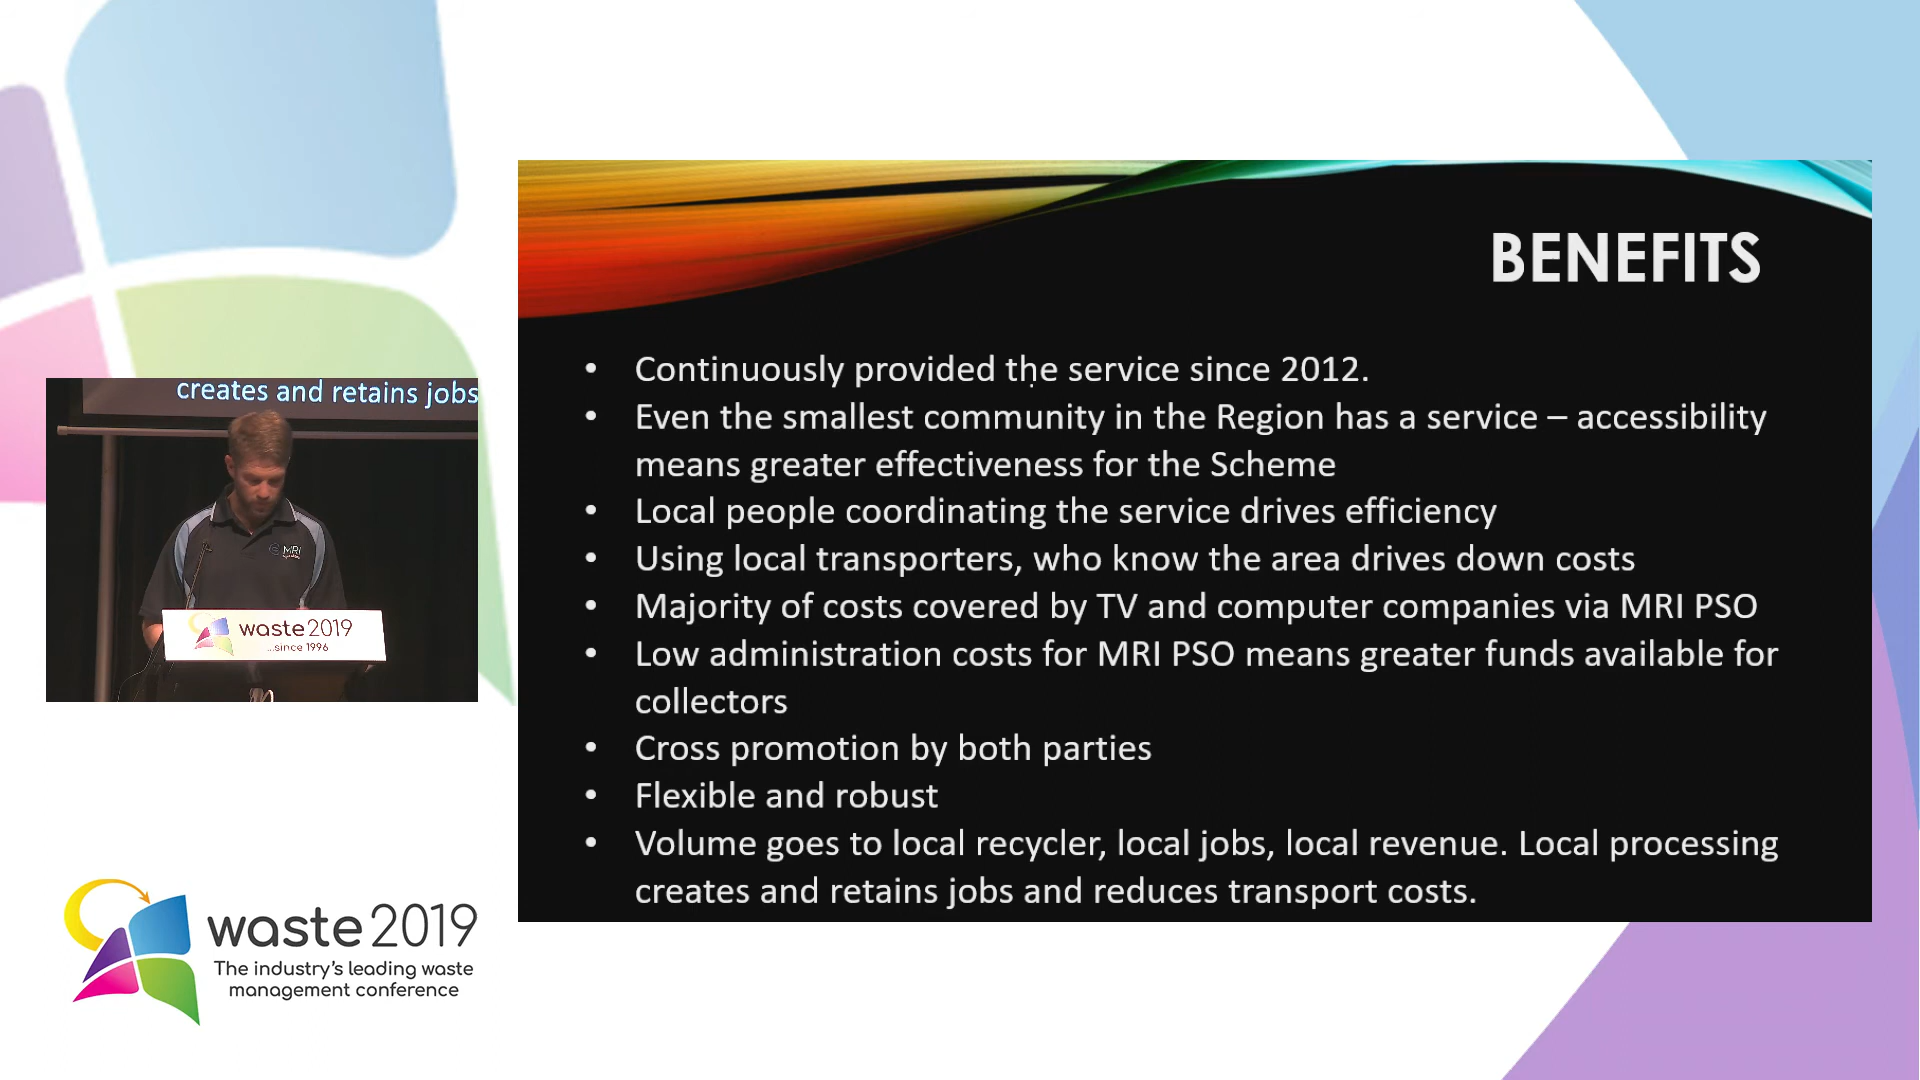 BENEFITS
• Continuously provided the service since 2012.
• Even the smallest community in the Region has a service – accessibility
means greater effectiveness for the Scheme
• Local people coordinating the service drives efficiency
• Using local transporters, who know the area drives down costs
• Majority of costs covered by TV and computer companies via MRI PSO
• Low administration costs for MRI PSO means greater funds available for
collectors
• Cross promotion by both parties
• Flexible and robust
• Volume goes to local recycler, local jobs, local revenue. Local processing
creates and retains jobs and reduces transport costs.
creates and retains jobs
MRI
waste2019
...since 1996
waste2019
The industry's leading waste
management conference